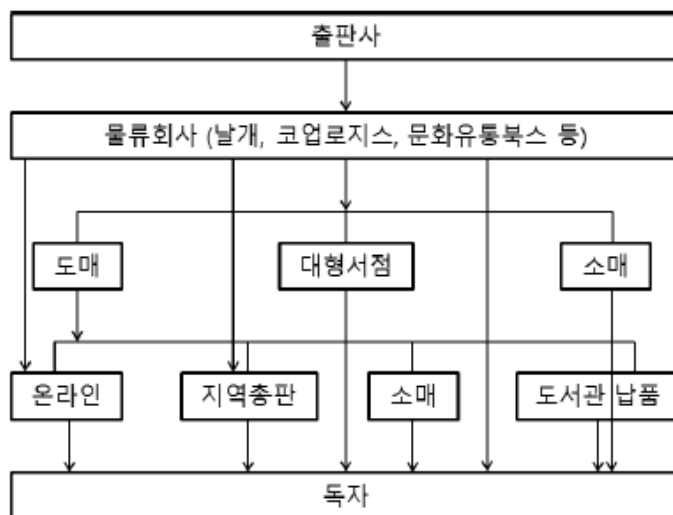 출판사
물류회사 (날개, 코업로지스, 문화유통북스 등)
도매
대형서점
소매
온라인
지역총판
소매
도서관 납품
독자